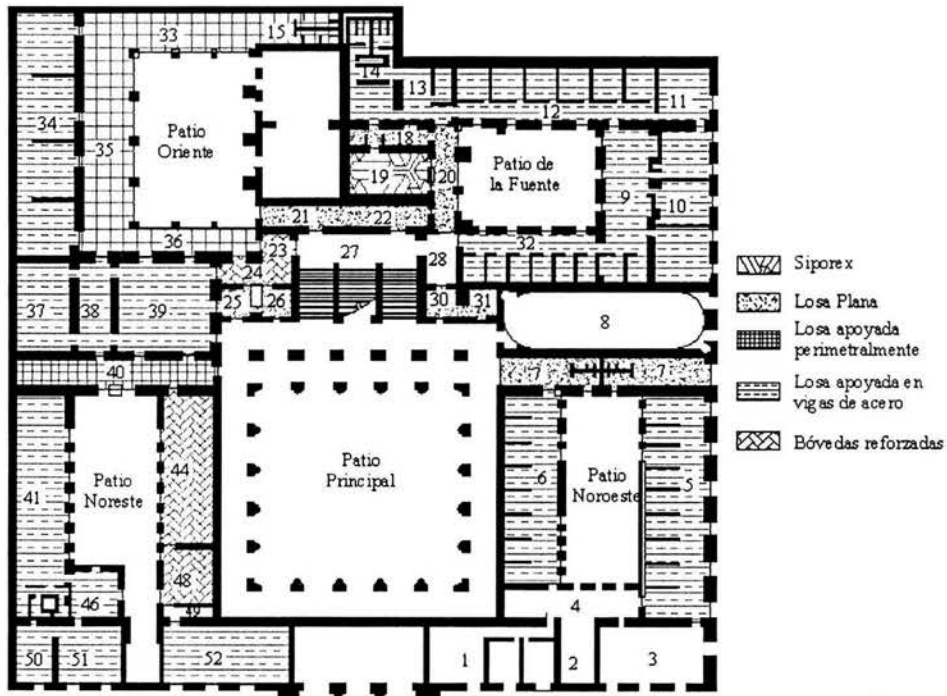 33
15
14
13
12
11
34
35
Patio
Oriente
18
19
20
Patio de
la Fuente
9
10
21
22
36
23
24
27
28
32
25
26
30
31
37
38
39
8
40
7
7
41
Patio
Noreste
44
Patio
Principal
6
Patio
Noroeste
5
46
48
49
4
50
51
52
1
2
3
Siporex
Losa Plana
Losa apoyada
perimetralmente
Losa apoyada en
vigas de acero
Bóvedas reforzadas